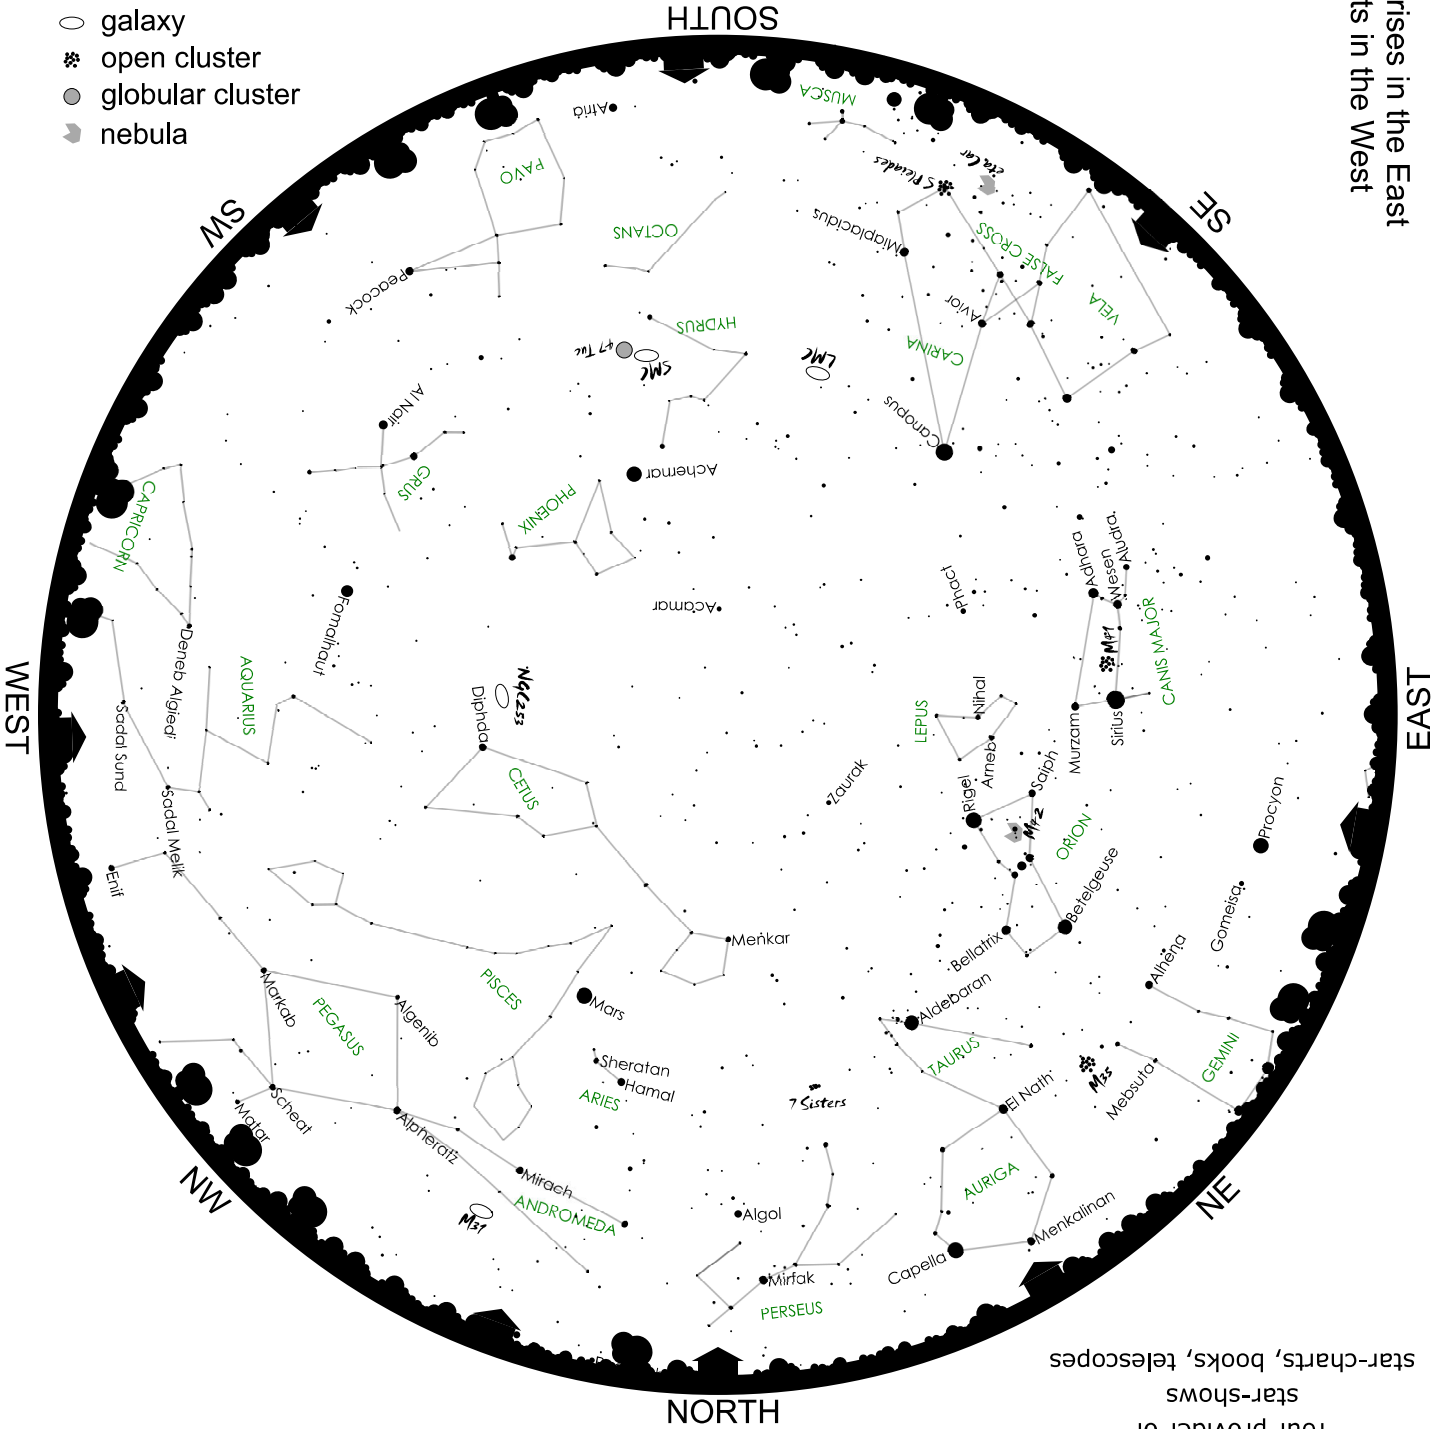 galaxy
open cluster
globular cluster
nebula
rises in the East
ts in the West
SOUTH
SE
EAST
NE
NORTH
NW
WEST
SW
Atria
MUSCA
PAVO
S Pleiades
eta Car
OCTANS
Miaplacidus
FALSE CROSS
Peacock
Avior
VELA
HYDRUS
47 Tuc
SMC
LMC
CARINA
Al Nair
Canopus
GRUS
Achernar
PHOENIX
CAPRICORN
Adhara
Wesen
Aludra
Phact
Acamar
Fomalhaut
M41
CANIS MAJOR
Deneb Algiedi
AQUARIUS
NGC253
Diphda
Nihal
LEPUS
Sadal Sund
Murzam
Sirius
Arneb
Saiph
CETUS
Zaurak
Rigel
M42
ORION
Procyon
Sadal Melik
Enif
Betelgeuse
Gomeisa
Menkar
Bellatrix
Alhena
Markab
PEGASUS
Algenib
PISCES
Mars
Aldebaran
TAURUS
GEMINI
Sheratan
Hamal
ARIES
7 Sisters
El Nath
M35
Mebsuta
Scheat
Matar
Alpheratz
Mirach
ANDROMEDA
M31
AURIGA
Algol
Menkalinan
Capella
Mirfak
PERSEUS
Your provider of
star-shows
star-charts, books, telescopes